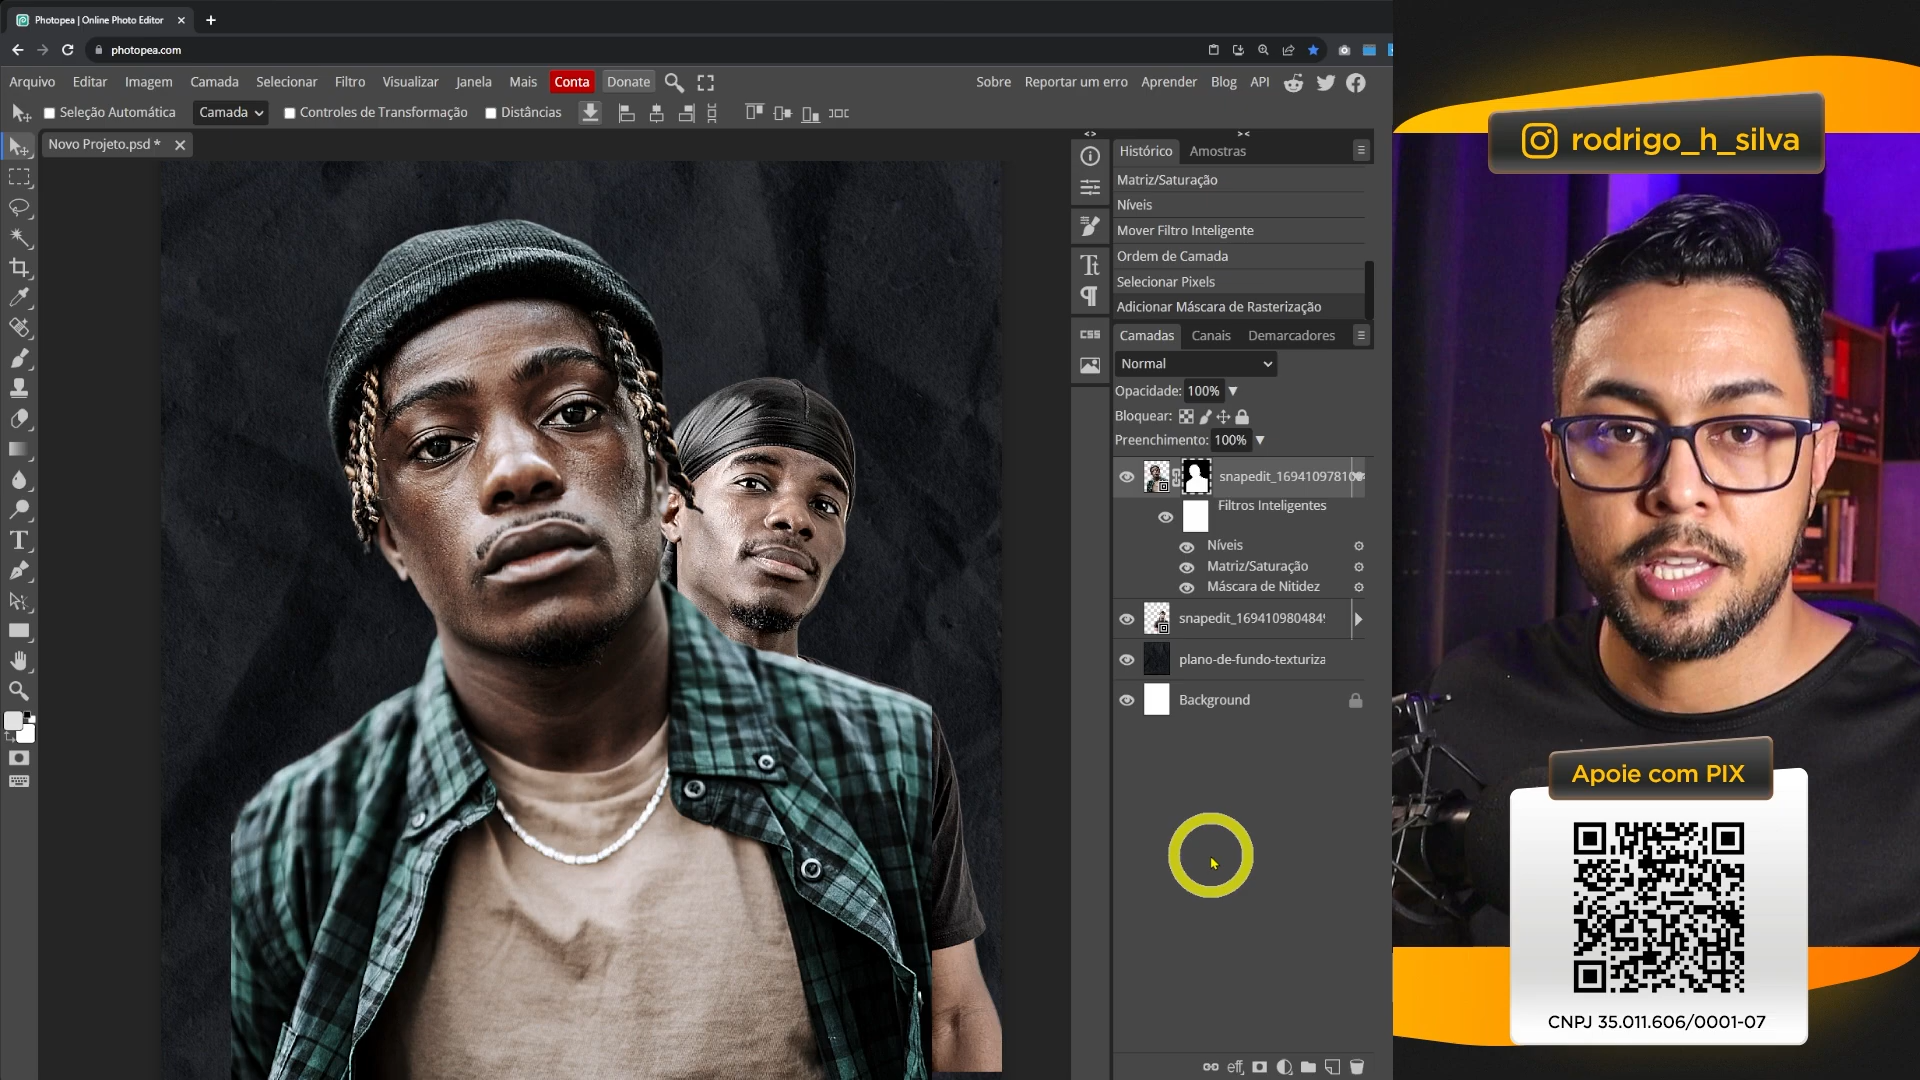 Photopea | Online Photo Editor
photopea.com
Arquivo Editar Imagem Camada Selecionar Filtro Visualizar Janela Mais Conta Donate
Sobre Reportar um erro Aprender Blog API
Seleção Automática Camada Controles de Transformação Distâncias
Novo Projeto.psd *
Histórico Amostras
Matriz/Saturação
Níveis
Mover Filtro Inteligente
Ordem de Camada
Selecionar Pixels
Adicionar Máscara de Rasterização
CSS
Camadas Canais Demarcadores
Normal
Opacidade: 100%
Bloquear:
Preenchimento: 100%
snapedit_169410978100
Filtros Inteligentes
Níveis
Matriz/Saturação
Máscara de Nitidez
snapedit_169410980484
plano-de-fundo-texturiza
Background
eff
rodrigo_h_silva
Apoie com PIX
CNPJ 35.011.606/0001-07